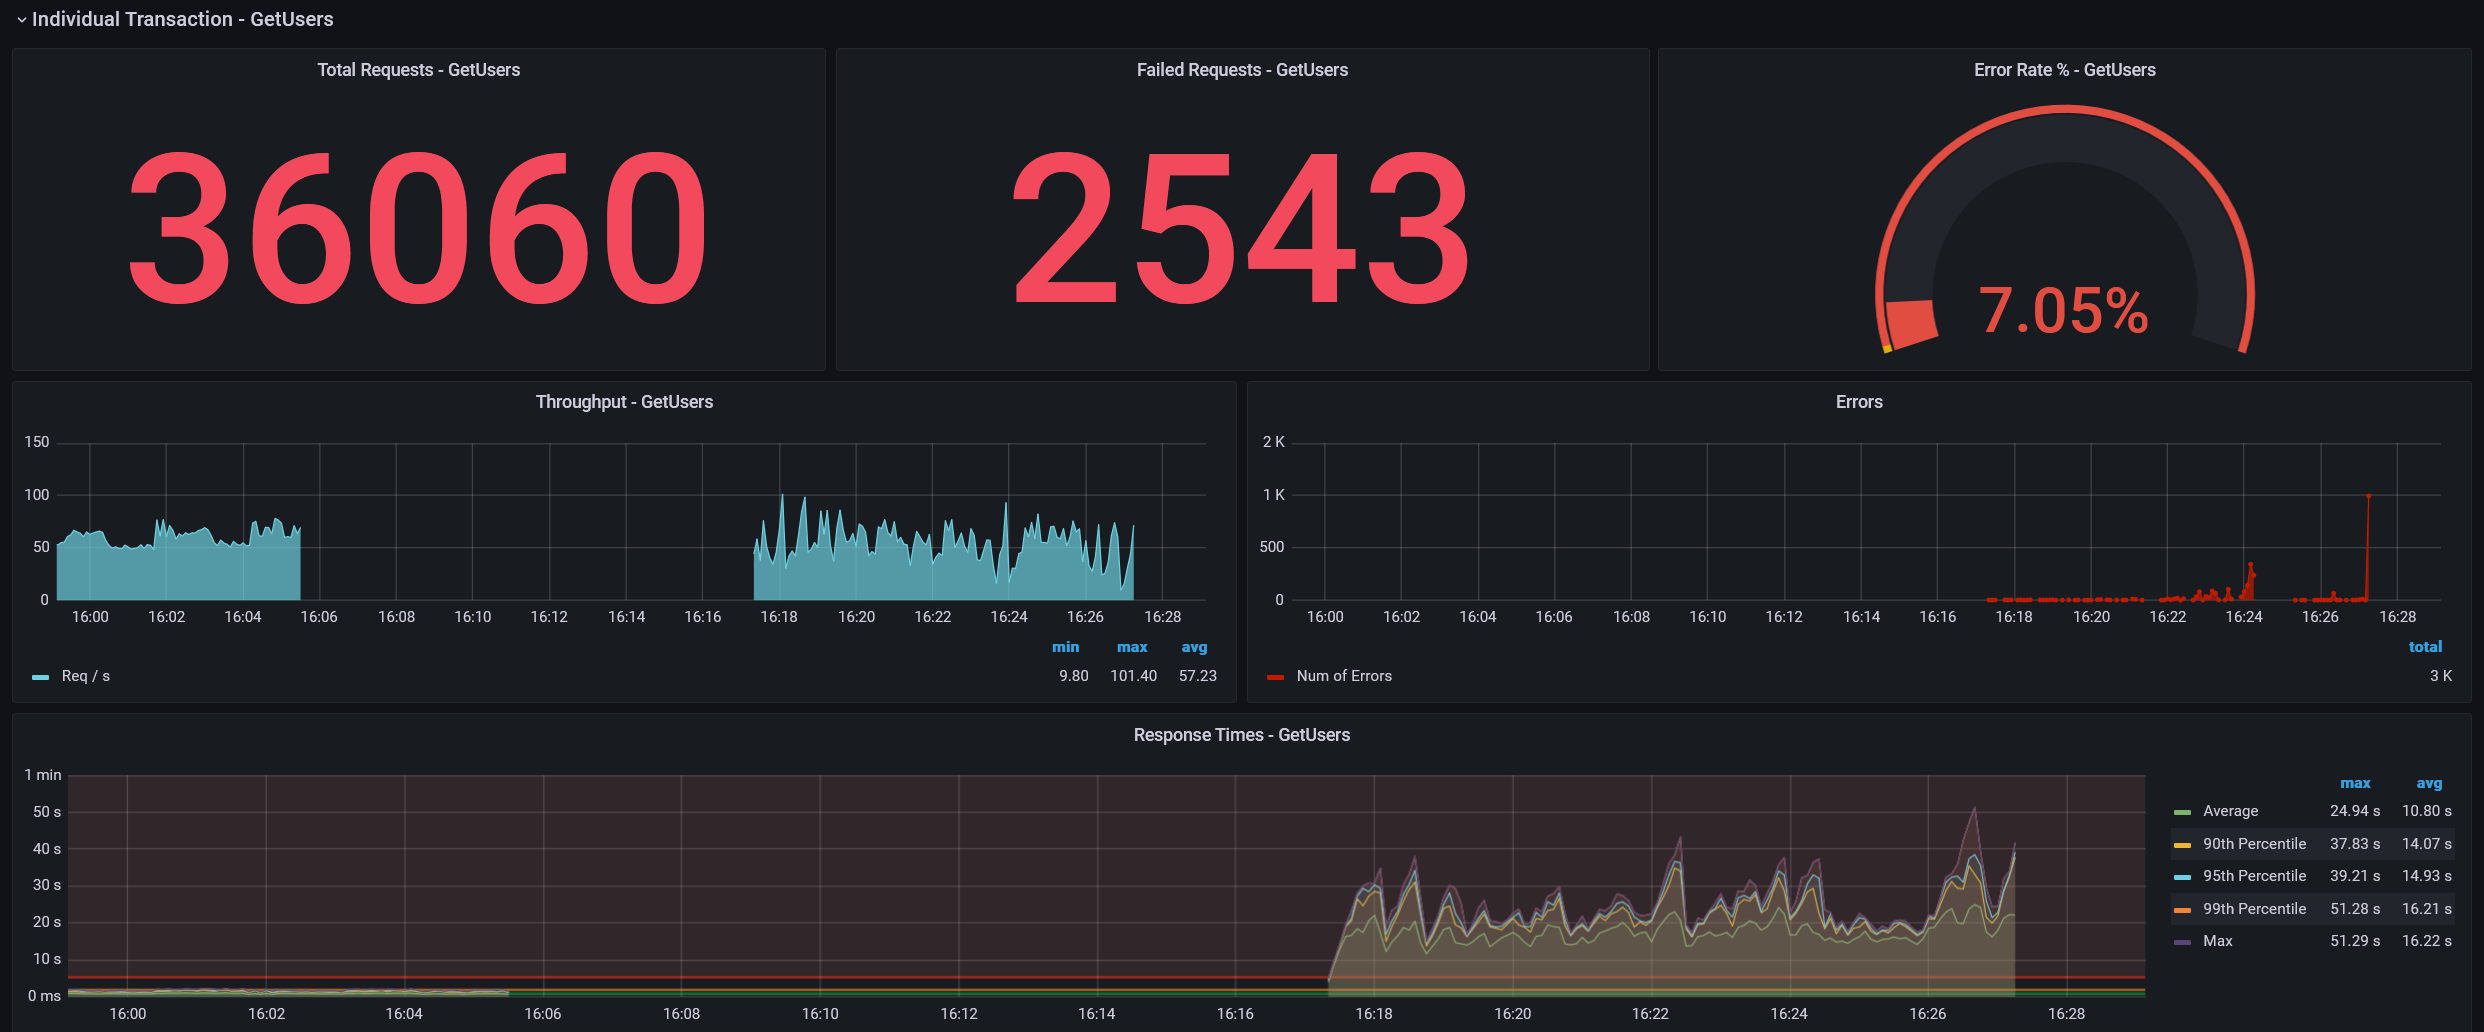 Individual Transaction - GetUsers
Total Requests - GetUsers
Failed Requests - GetUsers
Error Rate % - GetUsers
36060
2543
7.05%
Throughput - GetUsers
150
100
50
0
16:00 16:02 16:04 16:06 16:08 16:10 16:12 16:14 16:16 16:18 16:20 16:22 16:24 16:26 16:28
min max avg
Req / s 9.80 101.40 57.23
Errors
2 K
1 K
500
0
16:00 16:02 16:04 16:06 16:08 16:10 16:12 16:14 16:16 16:18 16:20 16:22 16:24 16:26 16:28
total
Num of Errors 3 K
Response Times - GetUsers
1 min
50 s
40 s
30 s
20 s
10 s
0 ms
16:00 16:02 16:04 16:06 16:08 16:10 16:12 16:14 16:16 16:18 16:20 16:22 16:24 16:26 16:28
max avg
Average 24.94 s 10.80 s
90th Percentile 37.83 s 14.07 s
95th Percentile 39.21 s 14.93 s
99th Percentile 51.28 s 16.21 s
Max 51.29 s 16.22 s